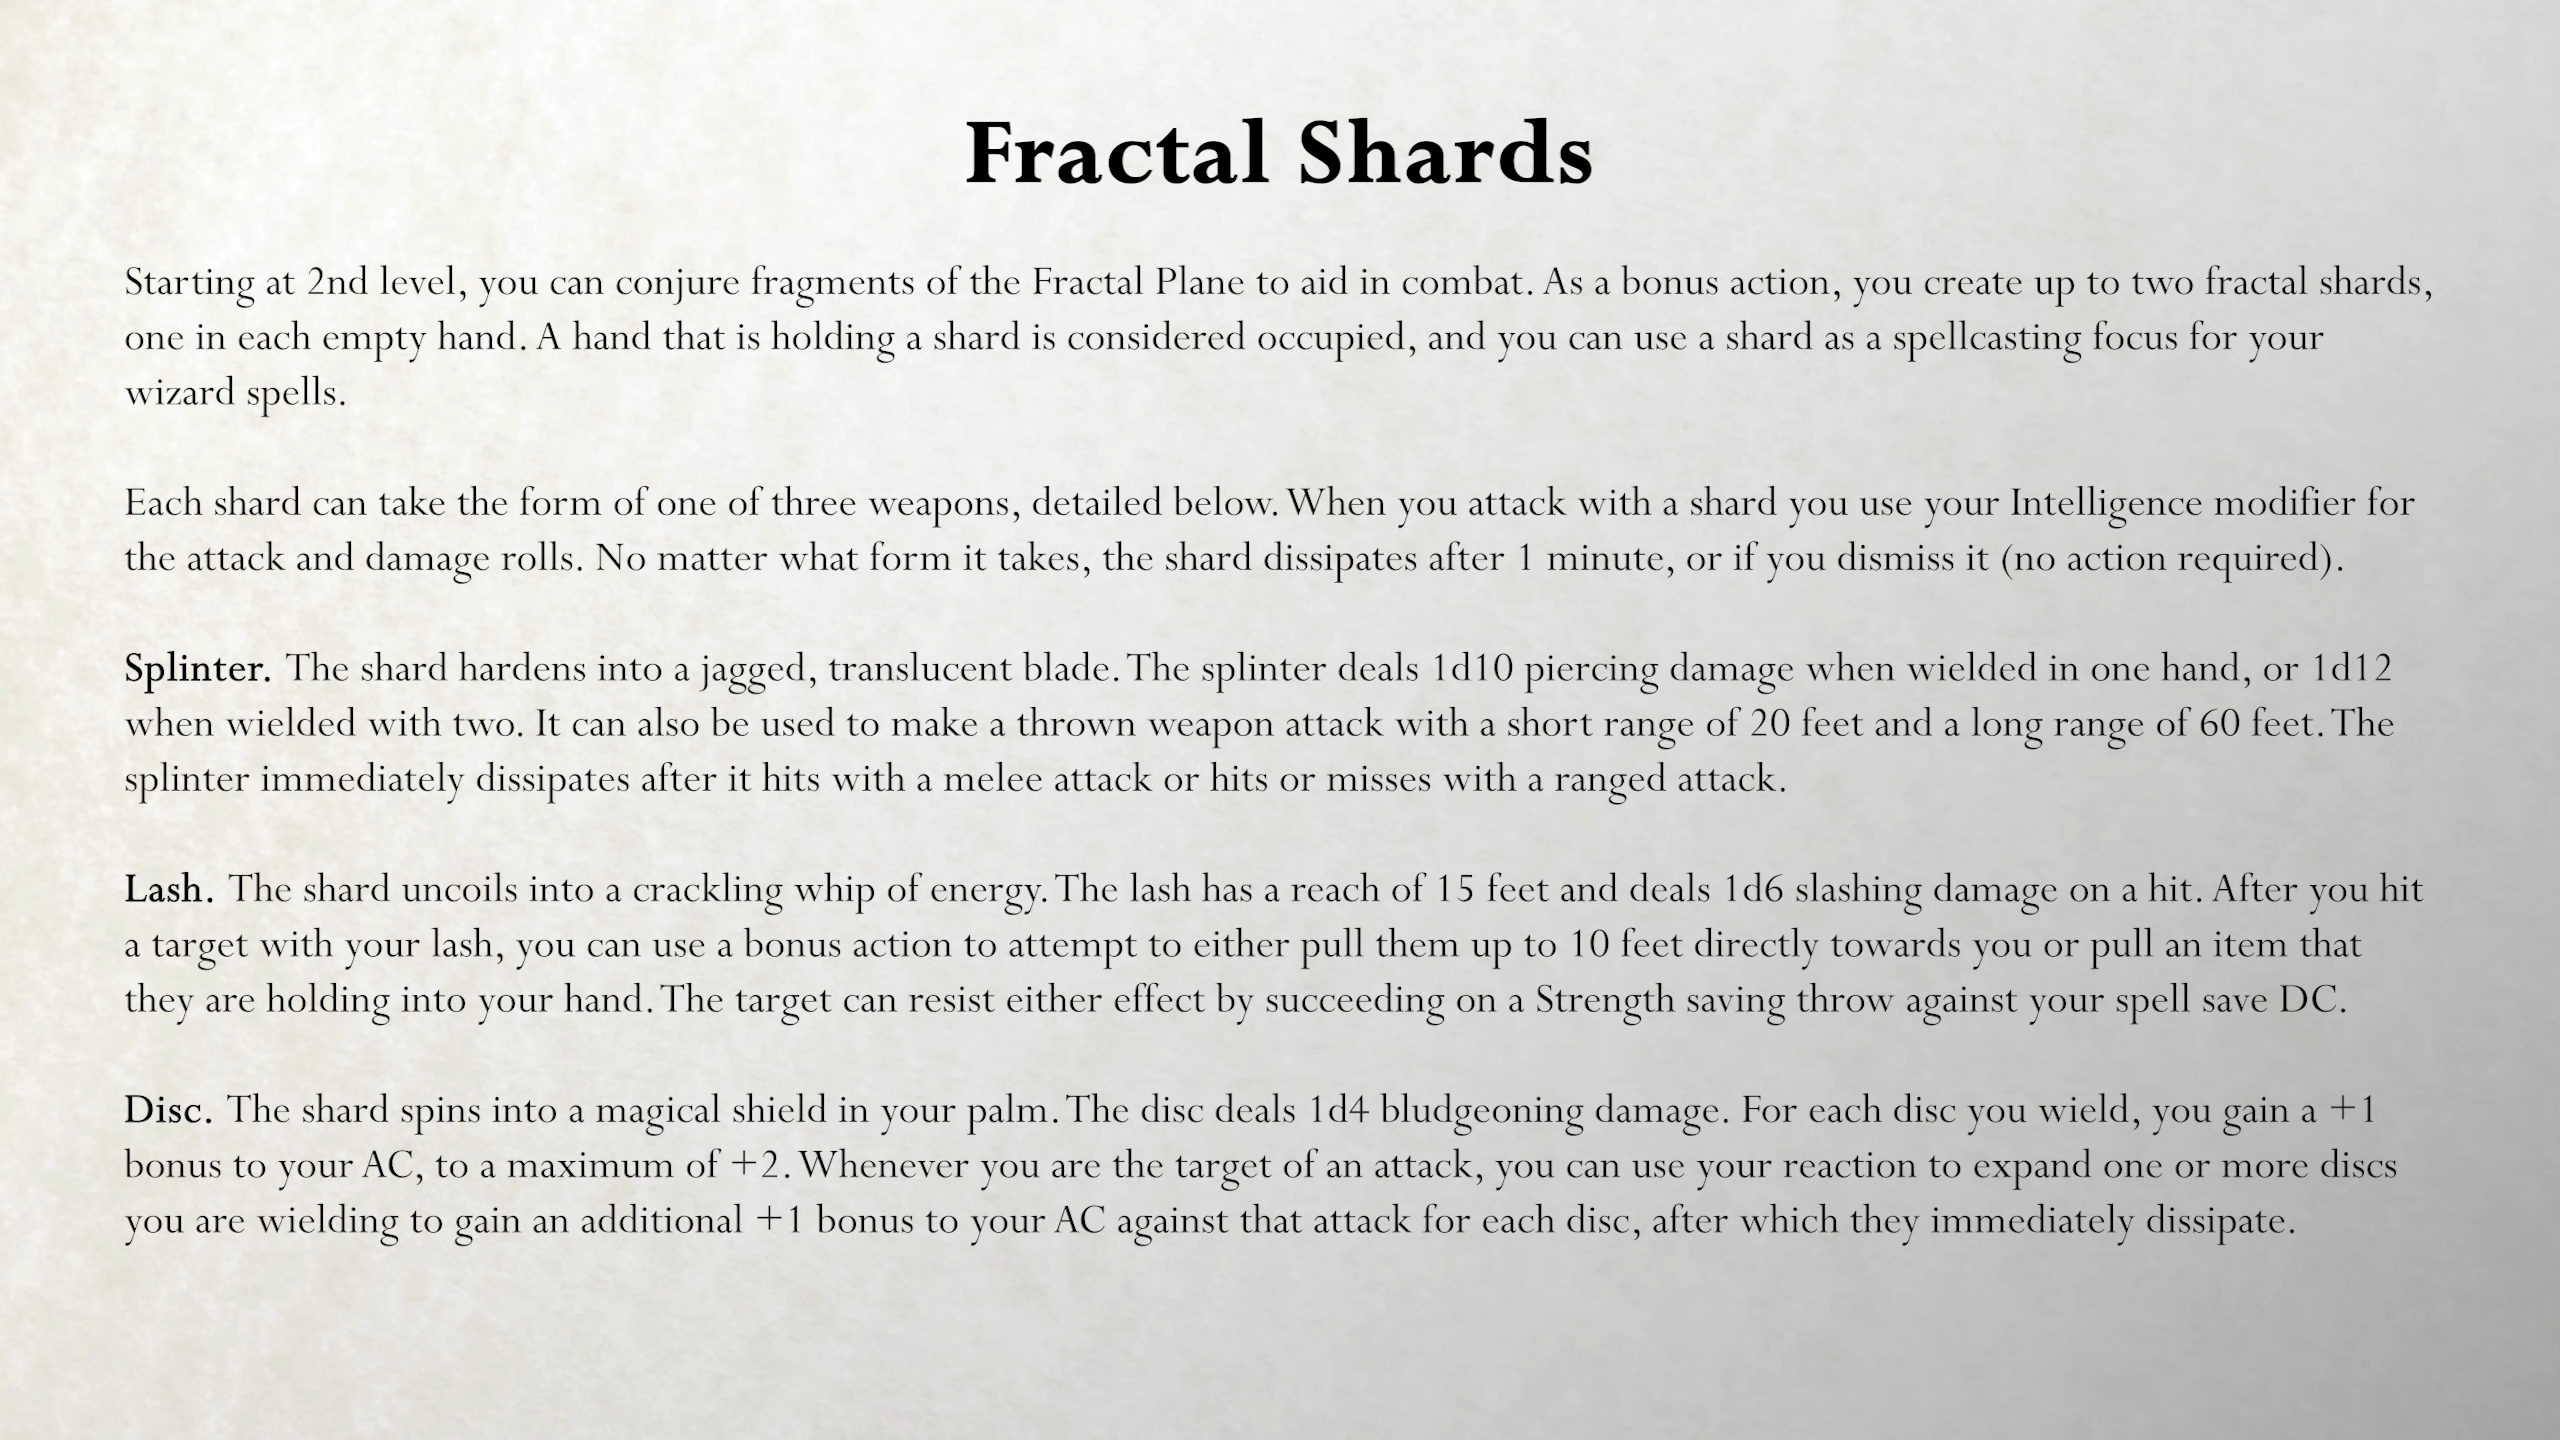 Fractal Shards
Starting at 2nd level, you can conjure fragments of the Fractal Plane to aid in combat. As a bonus action, you create up to two fractal shards,
one in each empty hand. A hand that is holding a shard is considered occupied, and you can use a shard as a spellcasting focus for your
wizard spells.
Each shard can take the form of one of three weapons, detailed below. When you attack with a shard you use your Intelligence modifier for
the attack and damage rolls. No matter what form it takes, the shard dissipates after 1 minute, or if you dismiss it (no action required).
Splinter. The shard hardens into a jagged, translucent blade. The splinter deals 1d10 piercing damage when wielded in one hand, or 1d12
when wielded with two. It can also be used to make a thrown weapon attack with a short range of 20 feet and a long range of 60 feet. The
splinter immediately dissipates after it hits with a melee attack or hits or misses with a ranged attack.
Lash. The shard uncoils into a crackling whip of energy. The lash has a reach of 15 feet and deals 1d6 slashing damage on a hit. After you hit
a target with your lash, you can use a bonus action to attempt to either pull them up to 10 feet directly towards you or pull an item that
they are holding into your hand. The target can resist either effect by succeeding on a Strength saving throw against your spell save DC.
Disc. The shard spins into a magical shield in your palm. The disc deals 1d4 bludgeoning damage. For each disc you wield, you gain a +1
bonus to your AC, to a maximum of +2. Whenever you are the target of an attack, you can use your reaction to expand one or more discs
you are wielding to gain an additional +1 bonus to your AC against that attack for each disc, after which they immediately dissipate.